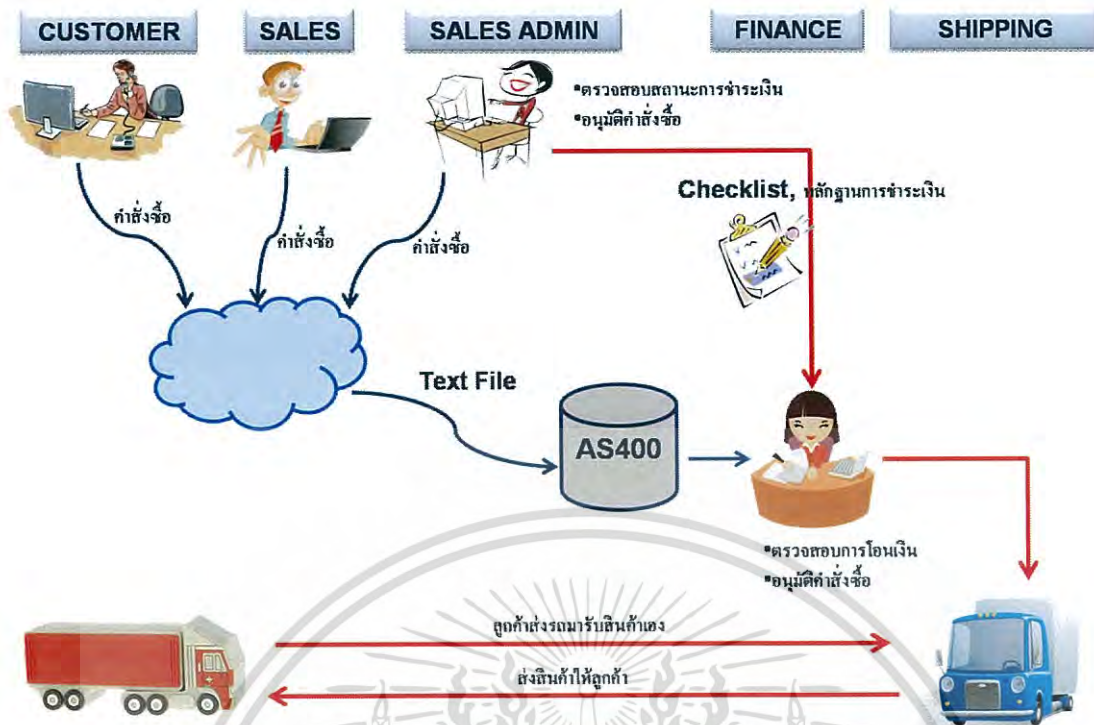 CUSTOMER
SALES
SALES ADMIN
FINANCE
SHIPPING
▪ตรวจสอบสถานะการชำระเงิน
▪อนุมัติคำสั่งซื้อ
Checklist, หลักฐานการชำระเงิน
คำสั่งซื้อ
คำสั่งซื้อ
คำสั่งซื้อ
Text File
AS400
▪ตรวจสอบการโอนเงิน
▪อนุมัติคำสั่งซื้อ
ลูกค้าส่งรถมารับสินค้าเอง
ส่งสินค้าให้ลูกค้า